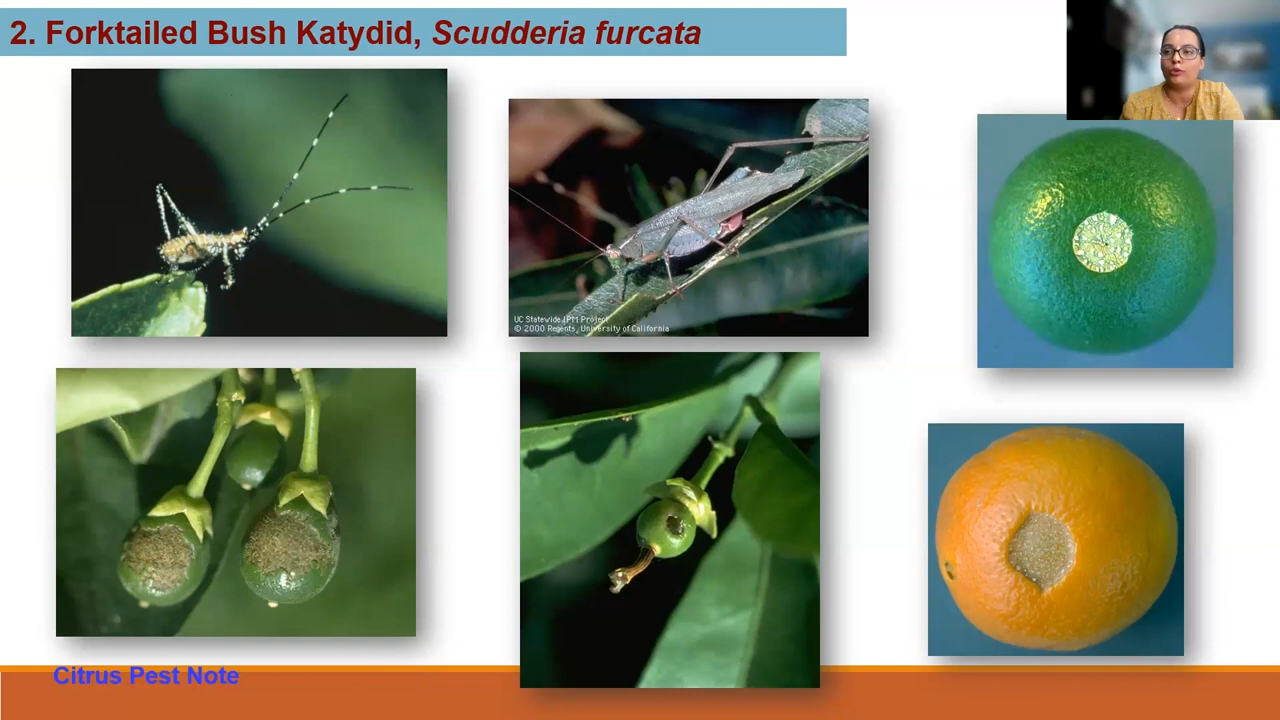 2. Forktailed Bush Katydid, Scudderia furcata
UC Statewide IPM Project
© 2000 Regents, University of California
Citrus Pest Note